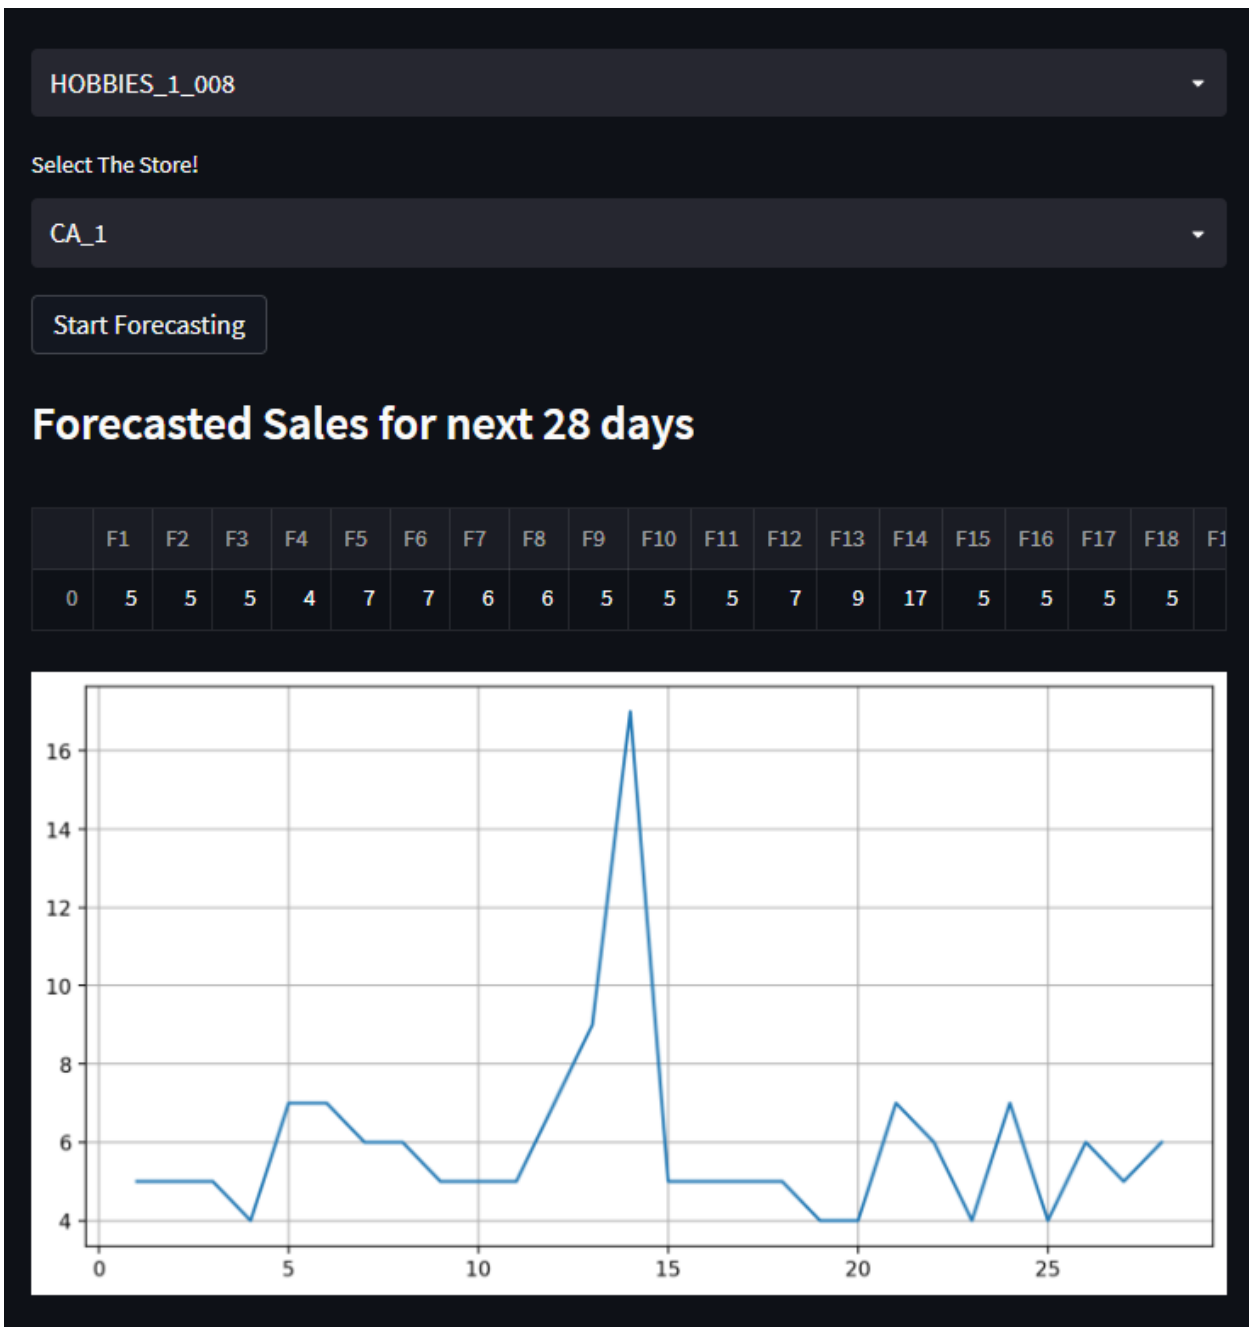 HOBBIES_1_008
Select The Store!
CA_1
Start Forecasting
Forecasted Sales for next 28 days
F1 F2 F3 F4 F5 F6 F7 F8 F9 F10 F11 F12 F13 F14 F15 F16 F17 F18 F1
0 5 5 5 4 7 7 6 6 5 5 5 7 9 17 5 5 5 5
16
14
12
10
8
6
4
0 5 10 15 20 25